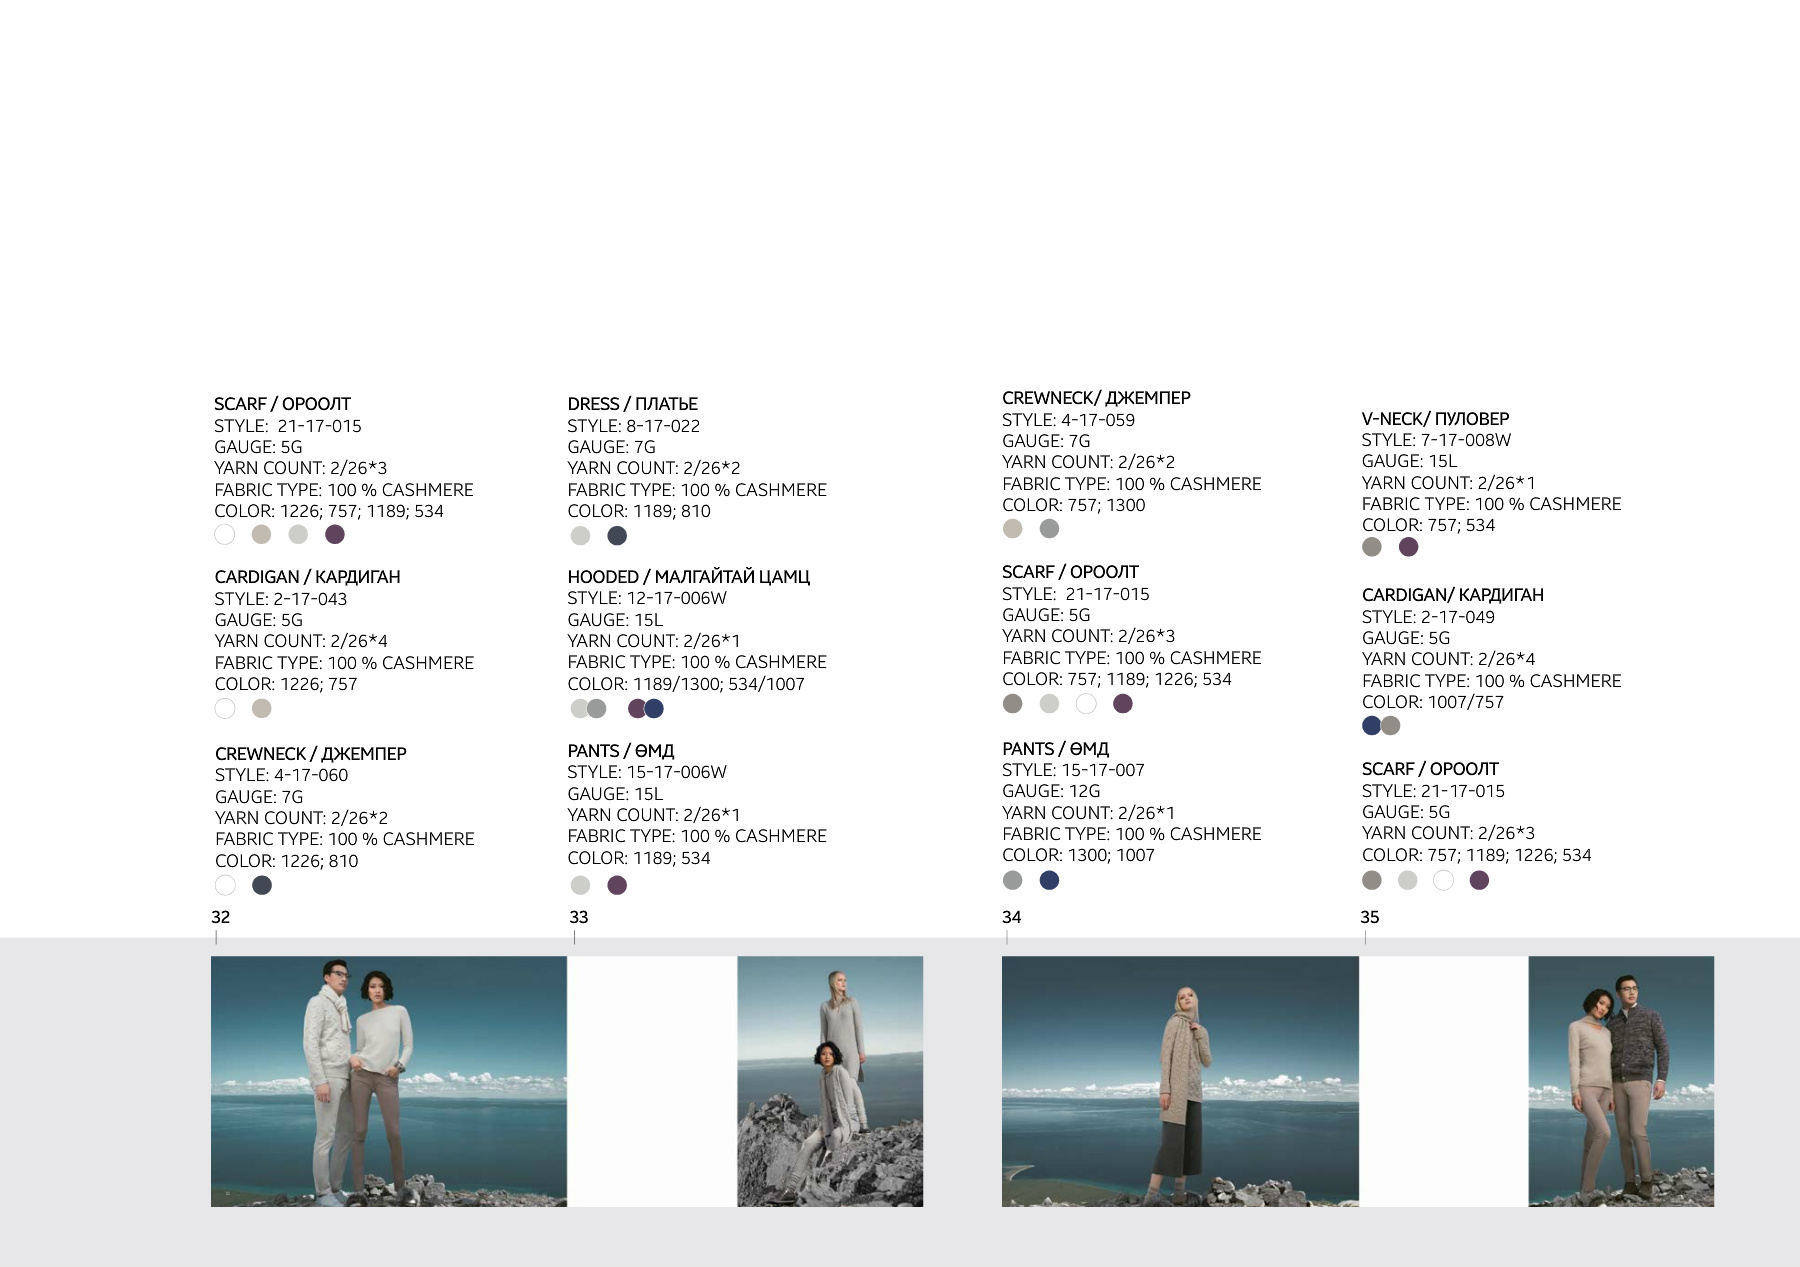 SCARF / ОРООЛТ
STYLE:  21-17-015
GAUGE: 5G
YARN COUNT: 2/26*3
FABRIC TYPE: 100 % CASHMERE
COLOR: 1226; 757; 1189; 534
CARDIGAN / КАРДИГАН
STYLE: 2-17-043
GAUGE: 5G
YARN COUNT: 2/26*4
FABRIC TYPE: 100 % CASHMERE
COLOR: 1226; 757
CREWNECK / ДЖЕМПЕР
STYLE: 4-17-060
GAUGE: 7G
YARN COUNT: 2/26*2
FABRIC TYPE: 100 % CASHMERE
COLOR: 1226; 810
32
DRESS / ПЛАТЬЕ
STYLE: 8-17-022
GAUGE: 7G
YARN COUNT: 2/26*2
FABRIC TYPE: 100 % CASHMERE
COLOR: 1189; 810
HOODED / МАЛГАЙТАЙ ЦАМЦ
STYLE: 12-17-006W
GAUGE: 15L
YARN COUNT: 2/26*1
FABRIC TYPE: 100 % CASHMERE
COLOR: 1189/1300; 534/1007
PANTS / ӨМД
STYLE: 15-17-006W
GAUGE: 15L
YARN COUNT: 2/26*1
FABRIC TYPE: 100 % CASHMERE
COLOR: 1189; 534
33
CREWNECK/ ДЖЕМПЕР
STYLE: 4-17-059
GAUGE: 7G
YARN COUNT: 2/26*2
FABRIC TYPE: 100 % CASHMERE
COLOR: 757; 1300
SCARF / ОРООЛТ
STYLE:  21-17-015
GAUGE: 5G
YARN COUNT: 2/26*3
FABRIC TYPE: 100 % CASHMERE
COLOR: 757; 1189; 1226; 534
PANTS / ӨМД
STYLE: 15-17-007
GAUGE: 12G
YARN COUNT: 2/26*1
FABRIC TYPE: 100 % CASHMERE
COLOR: 1300; 1007
34
V-NECK/ ПУЛОВЕР
STYLE: 7-17-008W
GAUGE: 15L
YARN COUNT: 2/26*1
FABRIC TYPE: 100 % CASHMERE
COLOR: 757; 534
CARDIGAN/ КАРДИГАН
STYLE: 2-17-049
GAUGE: 5G
YARN COUNT: 2/26*4
FABRIC TYPE: 100 % CASHMERE
COLOR: 1007/757
SCARF / ОРООЛТ
STYLE: 21-17-015
GAUGE: 5G
YARN COUNT: 2/26*3
FABRIC TYPE: 100 % CASHMERE
COLOR: 757; 1189; 1226; 534
35